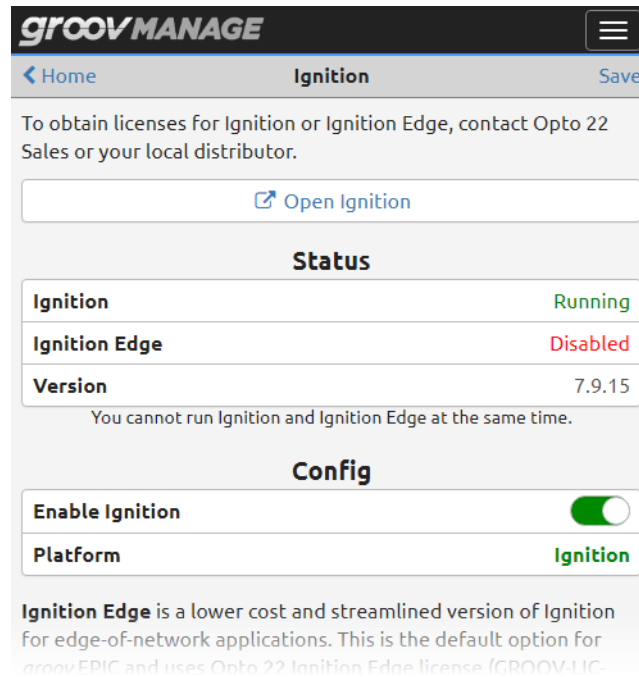 groov MANAGE
Home Ignition Save
To obtain licenses for Ignition or Ignition Edge, contact Opto 22
Sales or your local distributor.
Open Ignition
Status
Ignition Running
Ignition Edge Disabled
Version 7.9.15
You cannot run Ignition and Ignition Edge at the same time.
Config
Enable Ignition
Platform Ignition
Ignition Edge is a lower cost and streamlined version of Ignition
for edge-of-network applications. This is the default option for
groov EPIC and uses Opto 22 Ignition Edge license (GROOV-LIC-